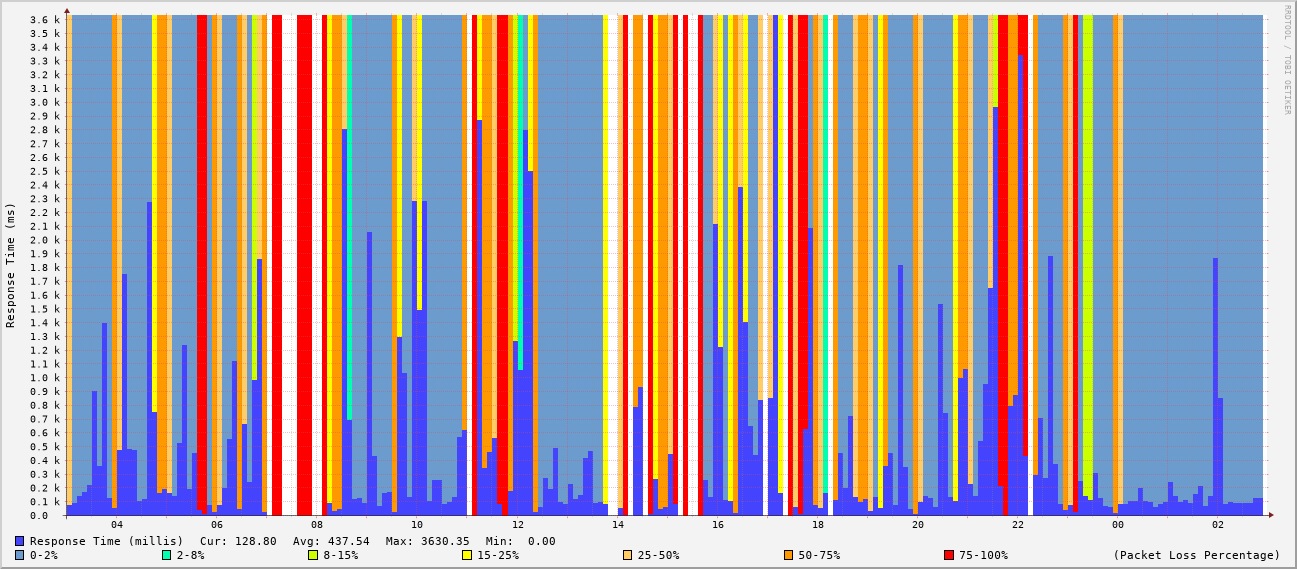 RRDTOOL / TOBI OETIKER
Response Time (ms)
3.6 k
3.5 k
3.4 k
3.3 k
3.2 k
3.1 k
3.0 k
2.9 k
2.8 k
2.7 k
2.6 k
2.5 k
2.4 k
2.3 k
2.2 k
2.1 k
2.0 k
1.9 k
1.8 k
1.7 k
1.6 k
1.5 k
1.4 k
1.3 k
1.2 k
1.1 k
1.0 k
0.9 k
0.8 k
0.7 k
0.6 k
0.5 k
0.4 k
0.3 k
0.2 k
0.1 k
0.0
04 06 08 10 12 14 16 18 20 22 00 02
Response Time (millis) Cur: 128.80 Avg: 437.54 Max: 3630.35 Min: 0.00
0-2% 2-8% 8-15% 15-25% 25-50% 50-75% 75-100% (Packet Loss Percentage)